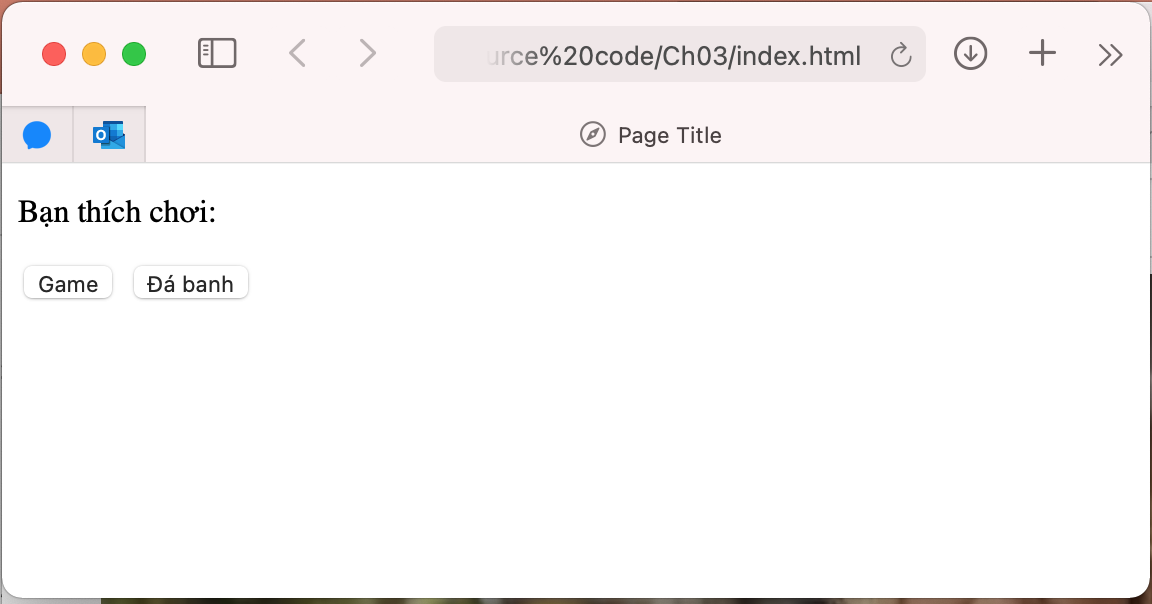 urce%20code/Ch03/index.html
Page Title
Bạn thích chơi:
Game Đá banh